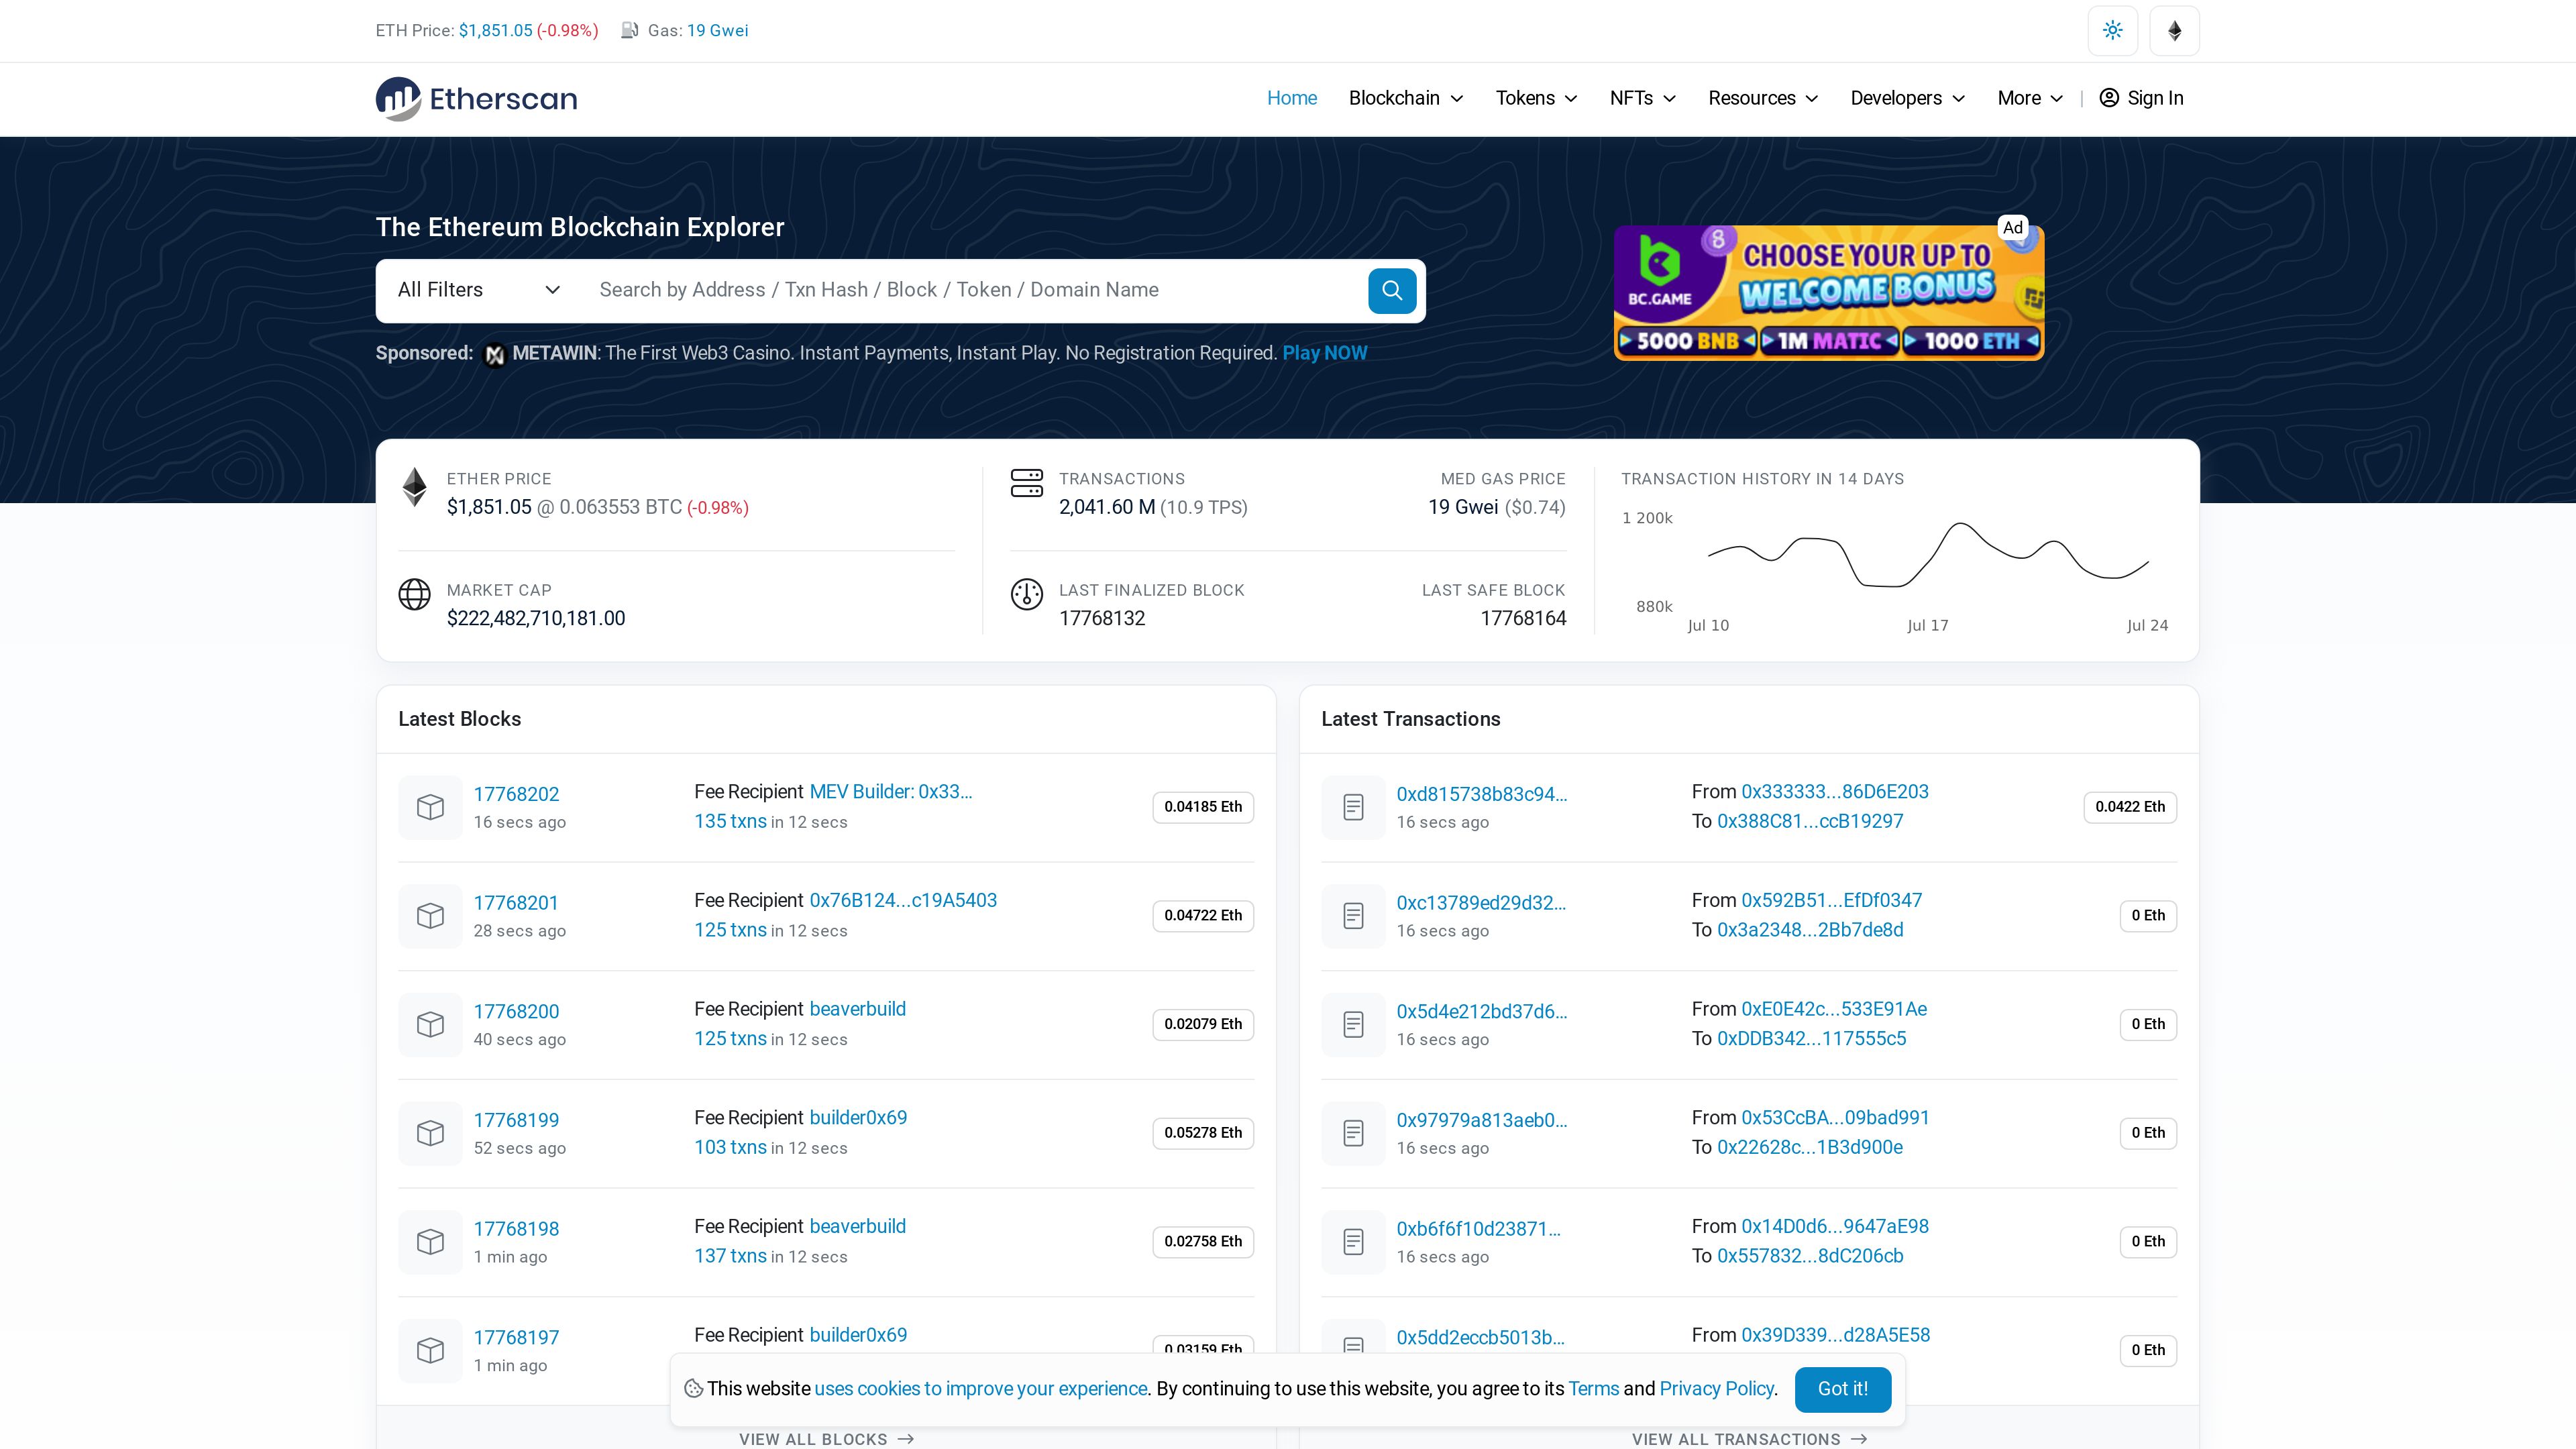 ETH Price: $1,851.05 (-0.98%) Gas: 19 Gwei
Etherscan
Home Blockchain Tokens NFTs Resources Developers More | Sign In
The Ethereum Blockchain Explorer
All Filters Search by Address / Txn Hash / Block / Token / Domain Name
Sponsored: METAWIN: The First Web3 Casino. Instant Payments, Instant Play. No Registration Required. Play NOW
Ad
8
BC.GAME
CHOOSE YOUR UP TO
WELCOME BONUS
5000 BNB 1M MATIC 1000 ETH
ETHER PRICE
$1,851.05 @ 0.063553 BTC (-0.98%)
MARKET CAP
$222,482,710,181.00
TRANSACTIONS
2,041.60 M (10.9 TPS)
MED GAS PRICE
19 Gwei ($0.74)
LAST FINALIZED BLOCK
17768132
LAST SAFE BLOCK
17768164
TRANSACTION HISTORY IN 14 DAYS
1 200k
880k
Jul 10 Jul 17 Jul 24
Latest Blocks
17768202
16 secs ago
Fee Recipient MEV Builder: 0x33...
135 txns in 12 secs
0.04185 Eth
17768201
28 secs ago
Fee Recipient 0x76B124...c19A5403
125 txns in 12 secs
0.04722 Eth
17768200
40 secs ago
Fee Recipient beaverbuild
125 txns in 12 secs
0.02079 Eth
17768199
52 secs ago
Fee Recipient builder0x69
103 txns in 12 secs
0.05278 Eth
17768198
1 min ago
Fee Recipient beaverbuild
137 txns in 12 secs
0.02758 Eth
17768197
1 min ago
Fee Recipient builder0x69
0.03159 Eth
VIEW ALL BLOCKS
Latest Transactions
0xd815738b83c94...
16 secs ago
From 0x333333...86D6E203
To 0x388C81...ccB19297
0.0422 Eth
0xc13789ed29d32...
16 secs ago
From 0x592B51...EfDf0347
To 0x3a2348...2Bb7de8d
0 Eth
0x5d4e212bd37d6...
16 secs ago
From 0xE0E42c...533E91Ae
To 0xDDB342...117555c5
0 Eth
0x97979a813aeb0...
16 secs ago
From 0x53CcBA...09bad991
To 0x22628c...1B3d900e
0 Eth
0xb6f6f10d23871...
16 secs ago
From 0x14D0d6...9647aE98
To 0x557832...8dC206cb
0 Eth
0x5dd2eccb5013b...
From 0x39D339...d28A5E58
0 Eth
VIEW ALL TRANSACTIONS
This website uses cookies to improve your experience. By continuing to use this website, you agree to its Terms and Privacy Policy. Got it!